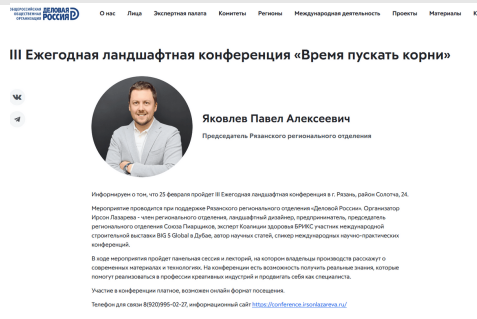 ОБЩЕРОССИЙСКАЯ ОБЩЕСТВЕННАЯ ОРГАНИЗАЦИЯ ДЕЛОВАЯ РОССИЯ О нас Лица Экспертная палата Комитеты Регионы Международная деятельность Проекты Материалы К
III Ежегодная ландшафтная конференция «Время пускать корни»
Яковлев Павел Алексеевич
Председатель Рязанского регионального отделения
Информируем о том, что 25 февраля пройдет III Ежегодная ландшафтная конференция в г. Рязань, район Солотча, 24.
Мероприятие проводится при поддержке Рязанского регионального отделения «Деловой России». Организатор
Ирсон Лазарева - член регионального отделения, ландшафтный дизайнер, предприниматель, председатель
регионального отделения Союза Пиарщиков, эксперт Коалиции здоровья БРИКС участник международной
строительной выставки BIG 5 Global в Дубае, автор научных статей, спикер международных научно-практических
конференций.
В ходе мероприятия пройдет панельная сессия и лекторий, на котором владельцы производств расскажут о
современных материалах и технологиях. На конференции есть возможность получить реальные знания, которые
помогут реализоваться в профессии креативных индустрий и продвигать себя как специалиста.
Участие в конференции платное, возможен онлайн формат посещения.
Телефон для связи 8(920)995-02-27, информационный сайт https://conference.irsonlazareva.ru/